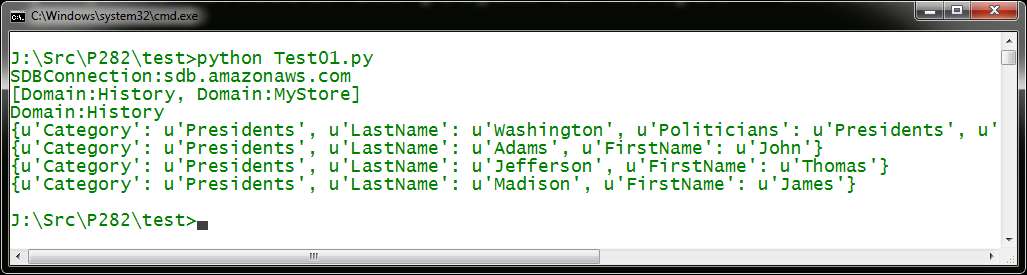 C:\Windows\system32\cmd.exe
J:\Src\P282\test>python Test01.py
SDBConnection:sdb.amazonaws.com
[Domain:History, Domain:MyStore]
Domain:History
{u'Category': u'Presidents', u'LastName': u'Washington', u'Politicians': u'Presidents', u'
{u'Category': u'Presidents', u'LastName': u'Adams', u'FirstName': u'John'}
{u'Category': u'Presidents', u'LastName': u'Jefferson', u'FirstName': u'Thomas'}
{u'Category': u'Presidents', u'LastName': u'Madison', u'FirstName': u'James'}
J:\Src\P282\test>